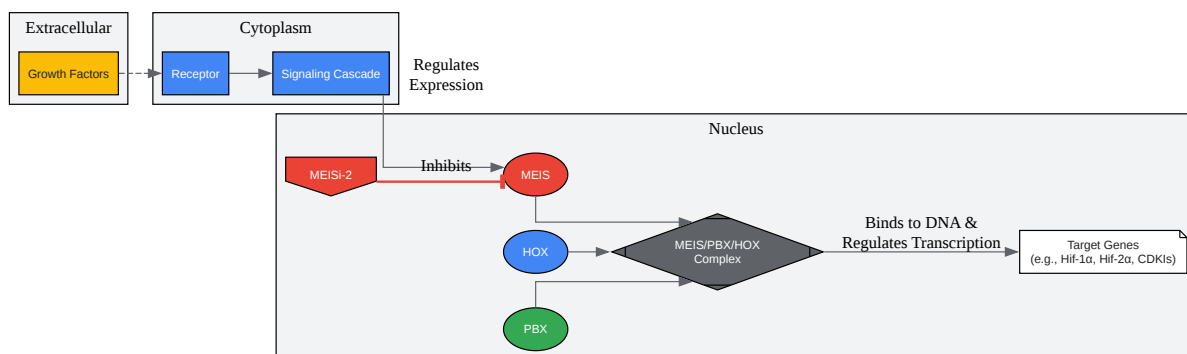 Extracellular
Cytoplasm
Growth Factors
Receptor
Signaling Cascade
Regulates
Expression
Nucleus
MEISi-2
Inhibits
MEIS
HOX
MEIS/PBX/HOX
Complex
Binds to DNA &
Regulates Transcription
Target Genes
(e.g., Hif-1α, Hif-2α, CDKIs)
PBX